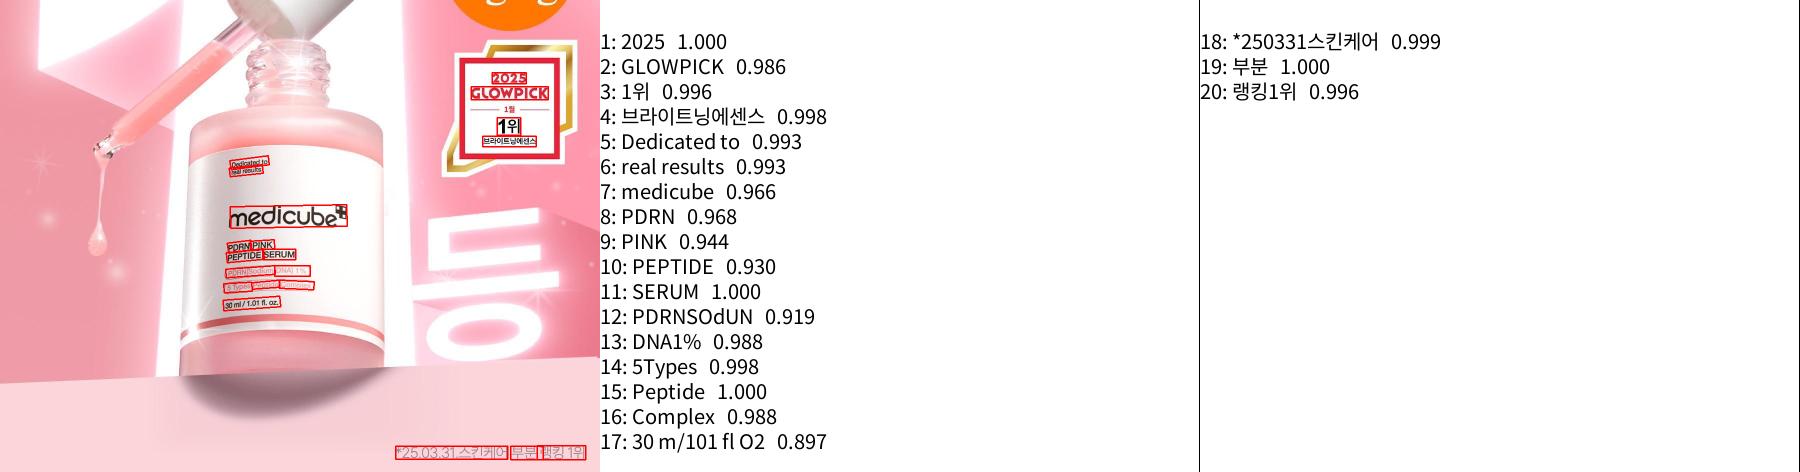 2025
GLOWPICK
1월
1위
브라이트닝에센스
Dedicated to
real results
medicube
PDRN PINK
PEPTIDE SERUM
PDRN(Sodium DNA) 1%
5 Types Peptide Complex
30 ml / 1.01 fl. oz.
등
*25.03.31 스킨케어 부분 랭킹 1위
1: 2025 1.000
2: GLOWPICK 0.986
3: 1위 0.996
4: 브라이트닝에센스 0.998
5: Dedicated to 0.993
6: real results 0.993
7: medicube 0.966
8: PDRN 0.968
9: PINK 0.944
10: PEPTIDE 0.930
11: SERUM 1.000
12: PDRNSOdUN 0.919
13: DNA1% 0.988
14: 5Types 0.998
15: Peptide 1.000
16: Complex 0.988
17: 30 m/101 fl O2 0.897
18: *250331스킨케어 0.999
19: 부분 1.000
20: 랭킹1위 0.996